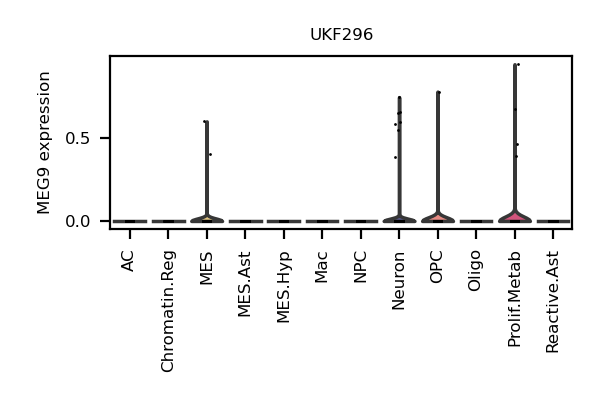 UKF296
MEG9 expression
0.5
0.0
AC
Chromatin.Reg
MES
MES.Ast
MES.Hyp
Mac
NPC
Neuron
OPC
Oligo
Prolif.Metab
Reactive.Ast